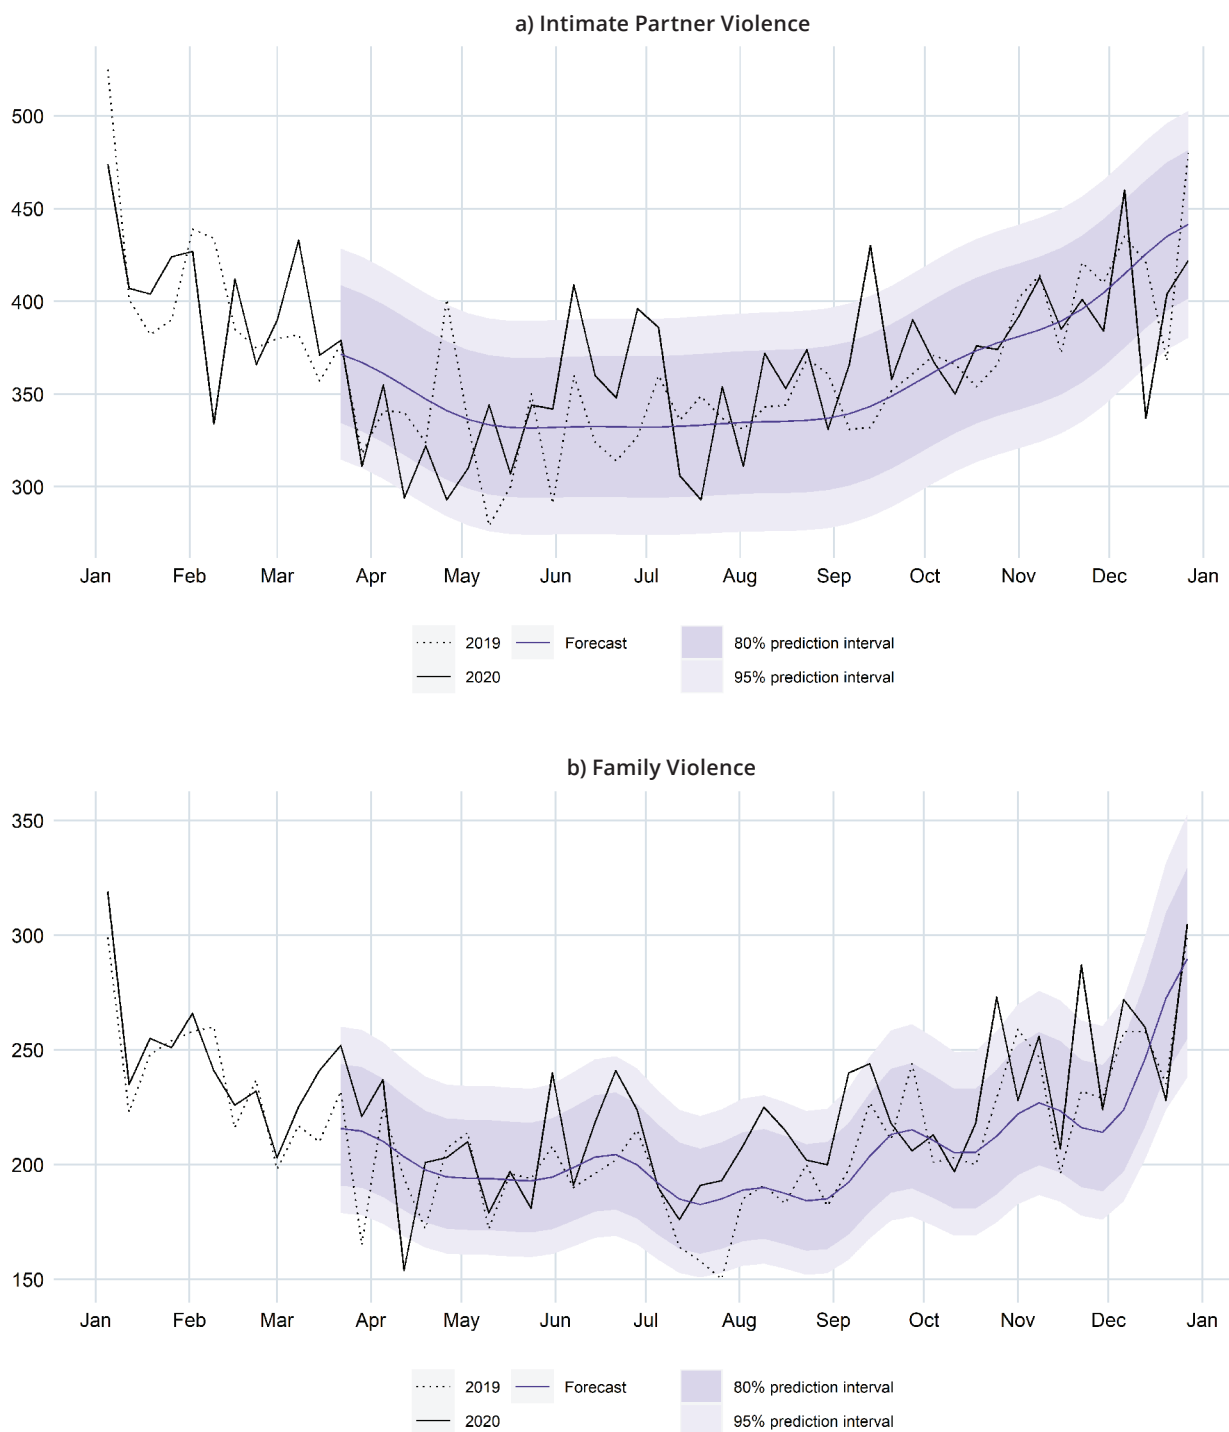 a) Intimate Partner Violence
500
450
400
350
300
Jan Feb Mar Apr May Jun Jul Aug Sep Oct Nov Dec Jan
2019 Forecast 80% prediction interval
2020 95% prediction interval
b) Family Violence
350
300
250
200
150
Jan Feb Mar Apr May Jun Jul Aug Sep Oct Nov Dec Jan
2019 Forecast 80% prediction interval
2020 95% prediction interval